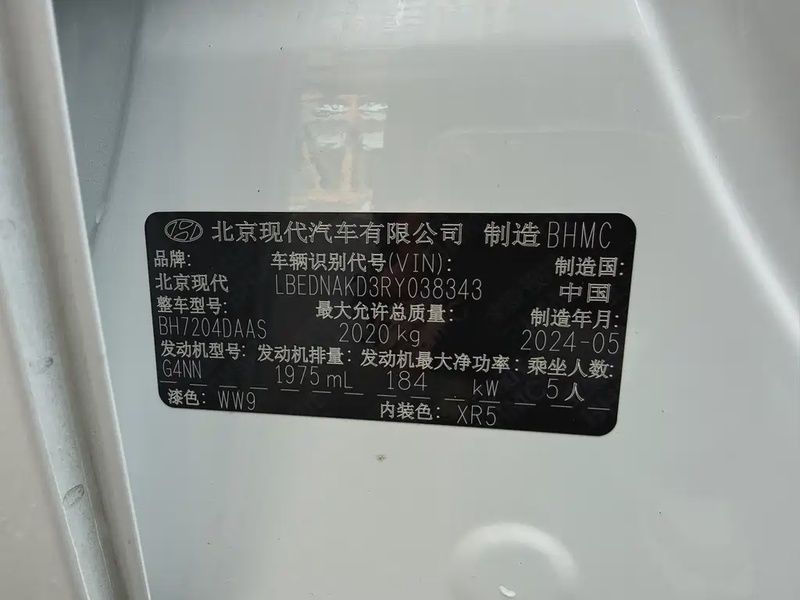 北京现代汽车有限公司 制造 BHMC
品牌: 车辆识别代号(VIN): 制造国:
北京现代 LBEDNAKD3RY038343 中国
整车型号: 最大允许总质量: 制造年月:
BH7204DAAS 2020 kg 2024-05
发动机型号: 发动机排量: 发动机最大净功率: 乘坐人数:
G4NN 1975 mL 184 kW 5 人
漆色: WW9 内装色: XR5